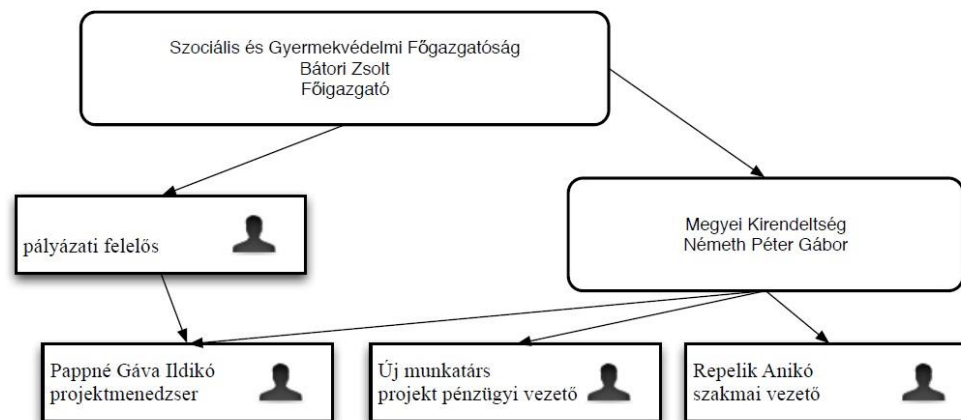 Szociális és Gyermekvédelmi Főgazgatóság
Bátori Zsolt
Főigazgató
pályázati felelős
Megyei Kirendeltség
Németh Péter Gábor
Pappné Gáva Ildikó
projektmenedzser
Új munkatárs
projekt pénzügyi vezető
Repelik Anikó
szakmai vezető